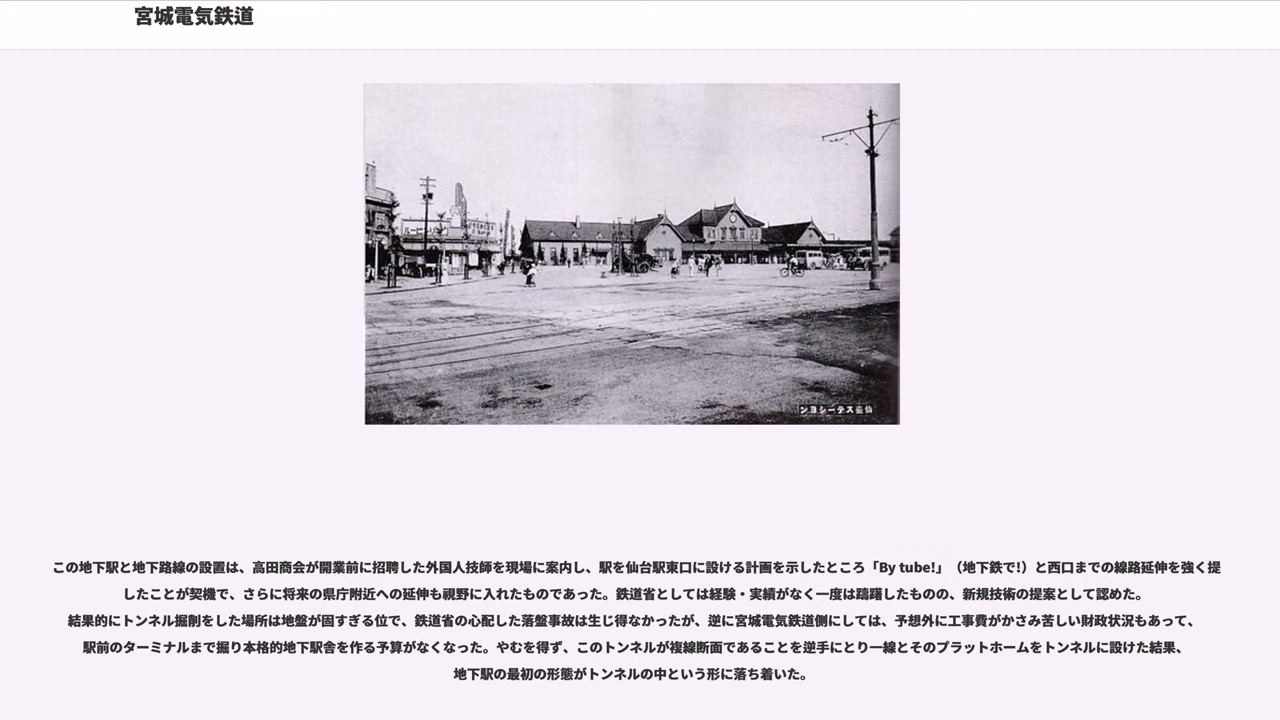 宮城電気鉄道
ンヨシーテス臺仙
この地下駅と地下路線の設置は、高田商会が開業前に招聘した外国人技師を現場に案内し、駅を仙台駅東口に設ける計画を示したところ「By tube!」（地下鉄で!）と西口までの線路延伸を強く提
したことが契機で、さらに将来の県庁附近への延伸も視野に入れたものであった。鉄道省としては経験・実績がなく一度は躊躇したものの、新規技術の提案として認めた。
結果的にトンネル掘削をした場所は地盤が固すぎる位で、鉄道省の心配した落盤事故は生じ得なかったが、逆に宮城電気鉄道側にしては、予想外に工事費がかさみ苦しい財政状況もあって、
駅前のターミナルまで掘り本格的地下駅舎を作る予算がなくなった。やむを得ず、このトンネルが複線断面であることを逆手にとり一線とそのプラットホームをトンネルに設けた結果、
地下駅の最初の形態がトンネルの中という形に落ち着いた。